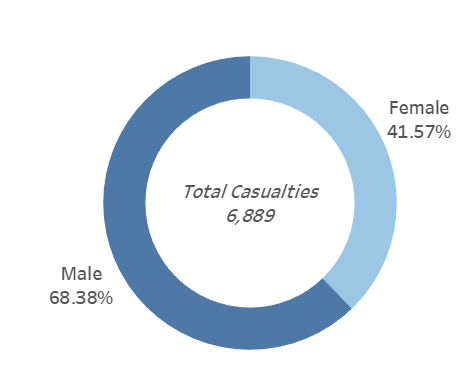 Female
41.57%
Total Casualties
6,889
Male
68.38%